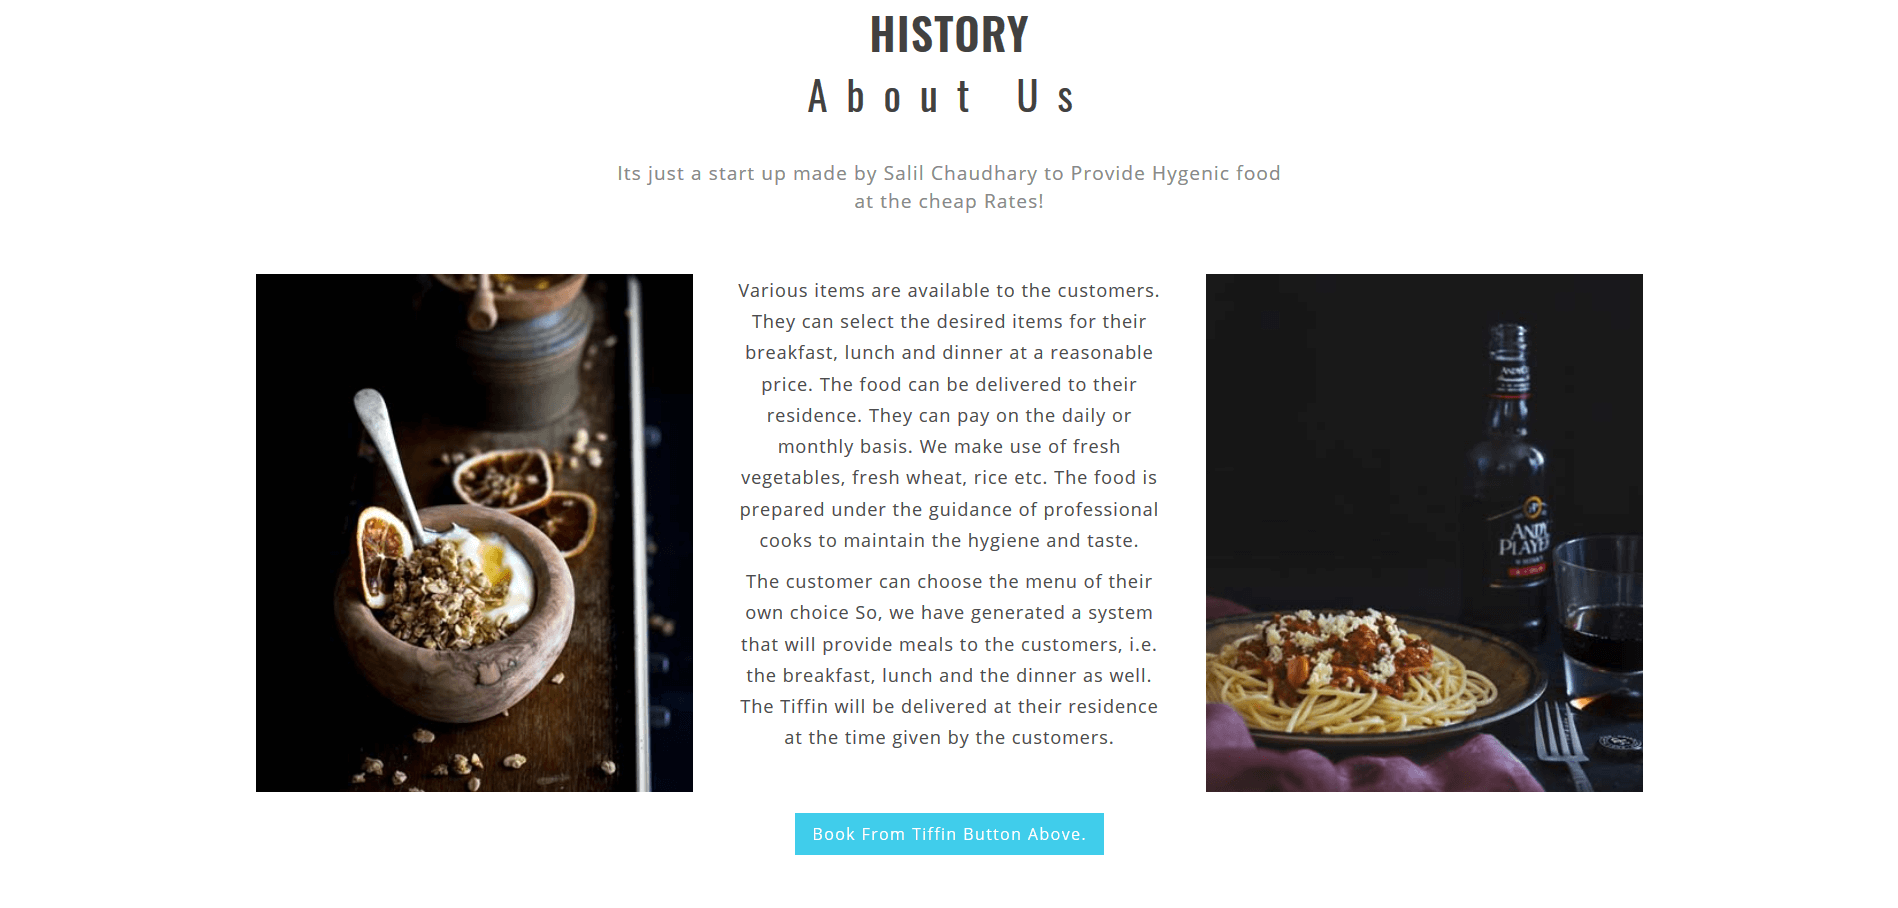 HISTORY
About Us
Its just a start up made by Salil Chaudhary to Provide Hygenic food
at the cheap Rates!
Various items are available to the customers.
They can select the desired items for their
breakfast, lunch and dinner at a reasonable
price. The food can be delivered to their
residence. They can pay on the daily or
monthly basis. We make use of fresh
vegetables, fresh wheat, rice etc. The food is
prepared under the guidance of professional
cooks to maintain the hygiene and taste.
The customer can choose the menu of their
own choice So, we have generated a system
that will provide meals to the customers, i.e.
the breakfast, lunch and the dinner as well.
The Tiffin will be delivered at their residence
at the time given by the customers.
ANDY
PLAYER
Book From Tiffin Button Above.